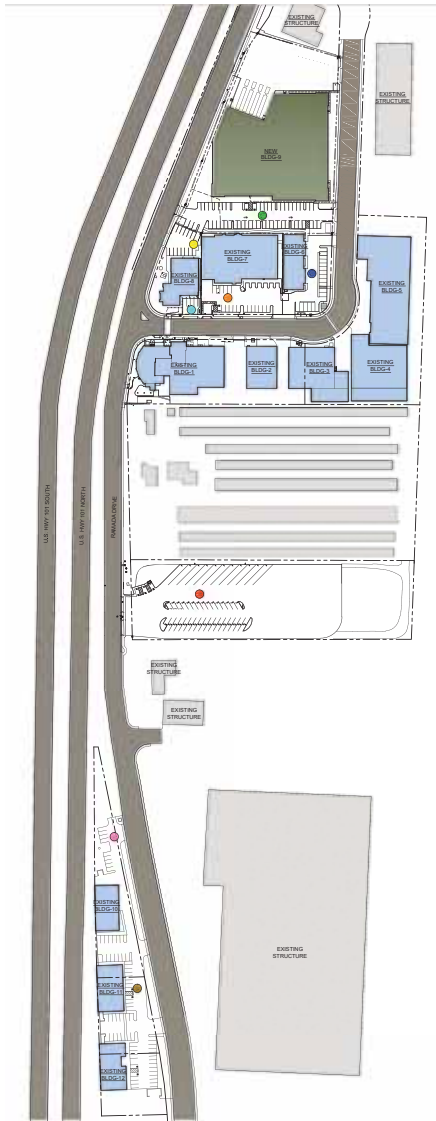 EXISTING
STRUCTURE
EXISTING
STRUCTURE
NEW
BLDG-9
EXISTING
BLDG-7
EXISTING
BLDG-6
EXISTING
BLDG-8
EXISTING
BLDG-5
EXISTING
BLDG-1
EXISTING
BLDG-2
EXISTING
BLDG-3
EXISTING
BLDG-4
U.S. HWY 101 SOUTH
U.S. HWY 101 NORTH
RAMADA DRIVE
EXISTING
STRUCTURE
EXISTING
STRUCTURE
EXISTING
BLDG-10
EXISTING
BLDG-11
EXISTING
STRUCTURE
EXISTING
BLDG-12